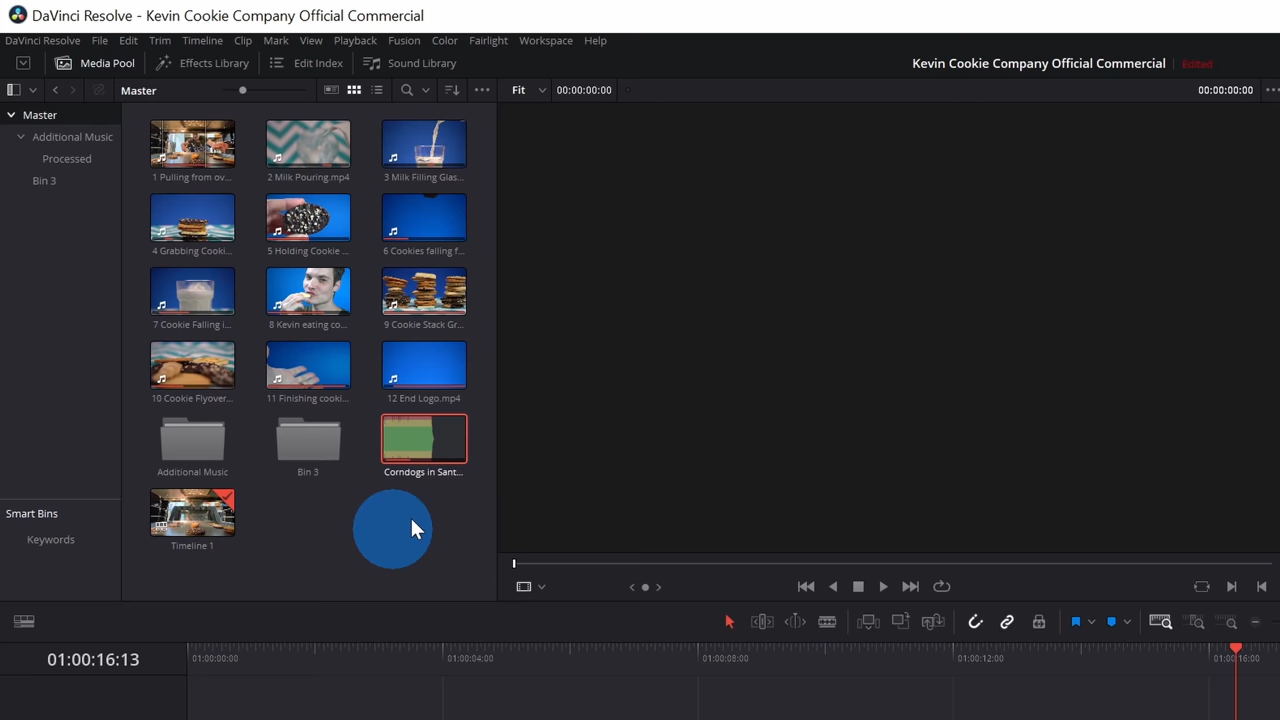 DaVinci Resolve - Kevin Cookie Company Official Commercial
DaVinci Resolve File Edit Trim Timeline Clip Mark View Playback Fusion Color Fairlight Workspace Help
Media Pool Effects Library Edit Index Sound Library Kevin Cookie Company Official Commercial Edited
Master Fit 00:00:00:00 00:00:00:00
Master
Additional Music
Processed
Bin 3
1 Pulling from ov... 2 Milk Pouring.mp4 3 Milk Filling Glas...
4 Grabbing Cooki... 5 Holding Cookie ... 6 Cookies falling f...
7 Cookie Falling i... 8 Kevin eating co... 9 Cookie Stack Gr...
10 Cookie Flyover... 11 Finishing cooki... 12 End Logo.mp4
Additional Music Bin 3 Corndogs in Sant...
Timeline 1
Smart Bins
Keywords
01:00:16:13
01:00:00:00 01:00:04:00 01:00:08:00 01:00:12:00 01:00:16:00